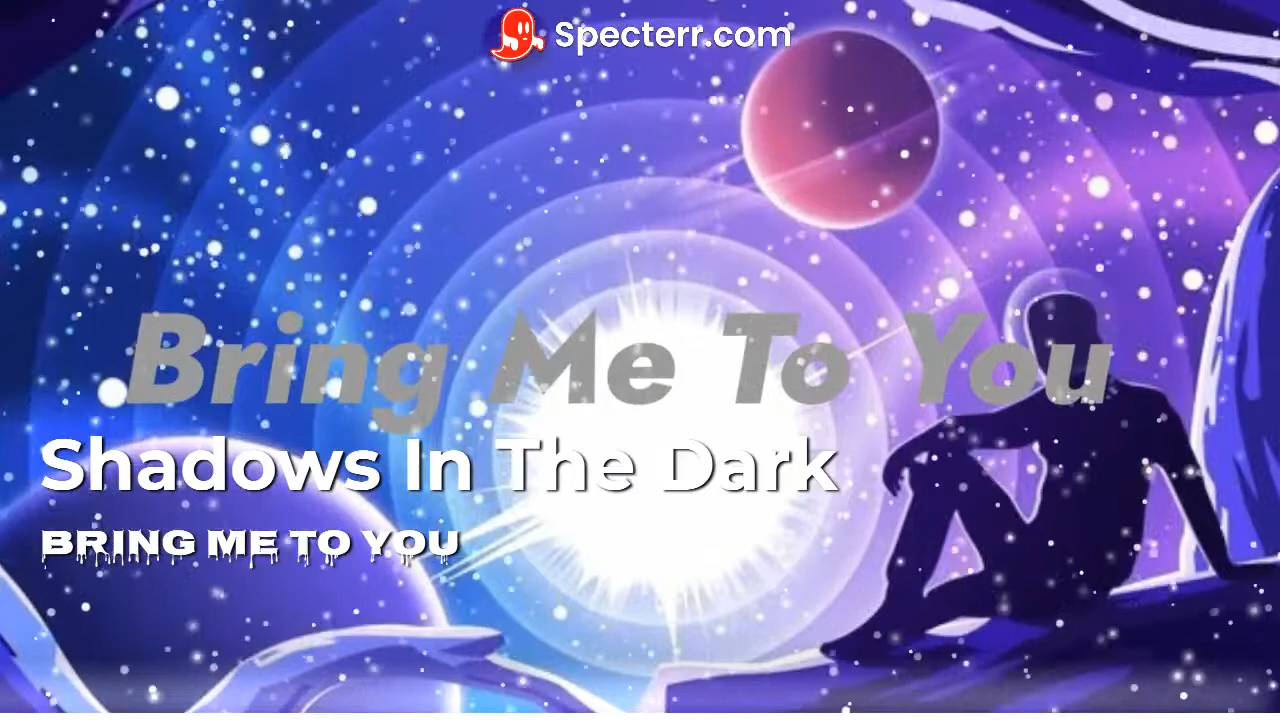 Specterr.com
Bring Me To You
Shadows In The Dark
BRING ME TO YOU